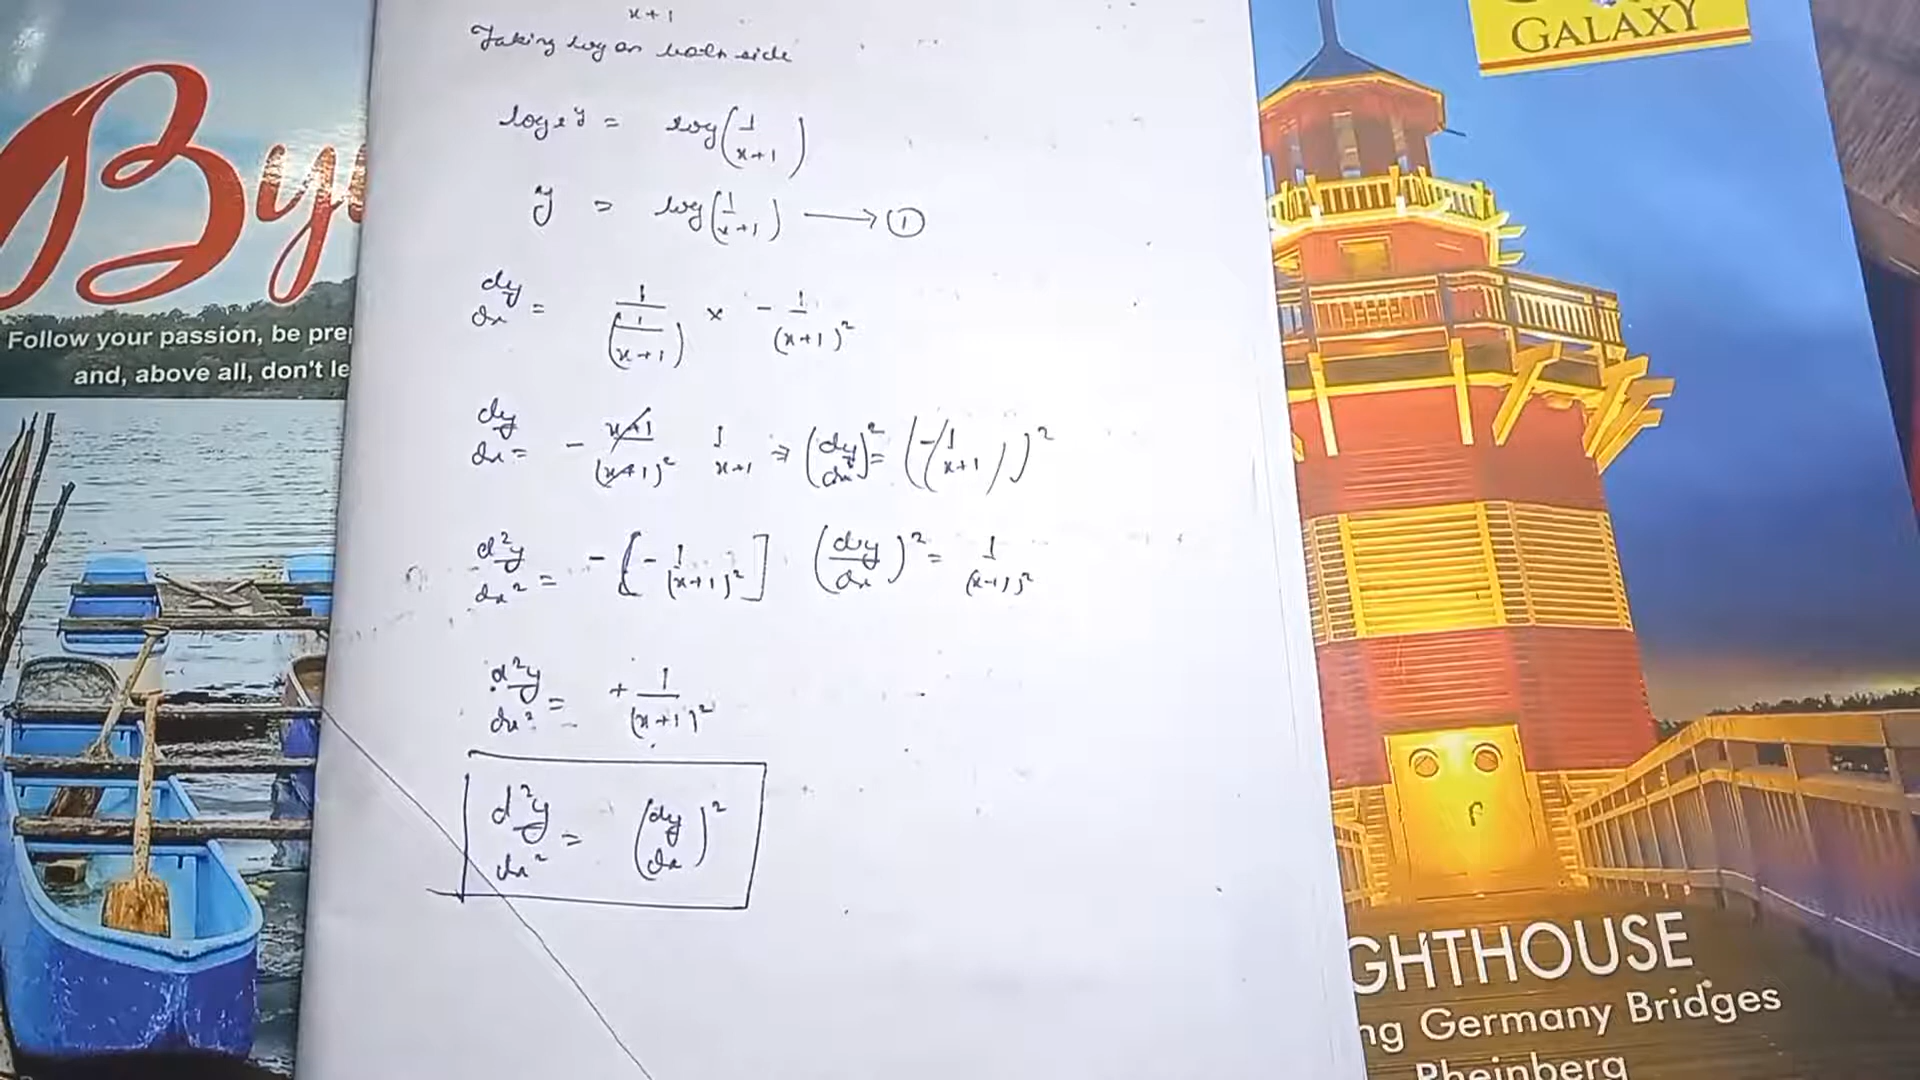 x+1
Taking log on both side
log e^y = log(1/(x+1))
y = log(1/(x+1)) ⟶ ①
dy/dx = 1/(1/(x+1)) × - 1/(x+1)²
dy/dx = - (x+1)/(x+1)² 1/(x+1) ⇒ (dy/dx)² = (-(1/(x+1)))²
d²y/dx² = -[- 1/(x+1)²] (dy/dx)² = 1/(x+1)²
d²y/dx² = + 1/(x+1)²
d²y/dx² = (dy/dx)²
By
Follow your passion, be
and, above all, don't
GALAXY
GHTHOUSE
ng Germany Bridges
Rheinberg